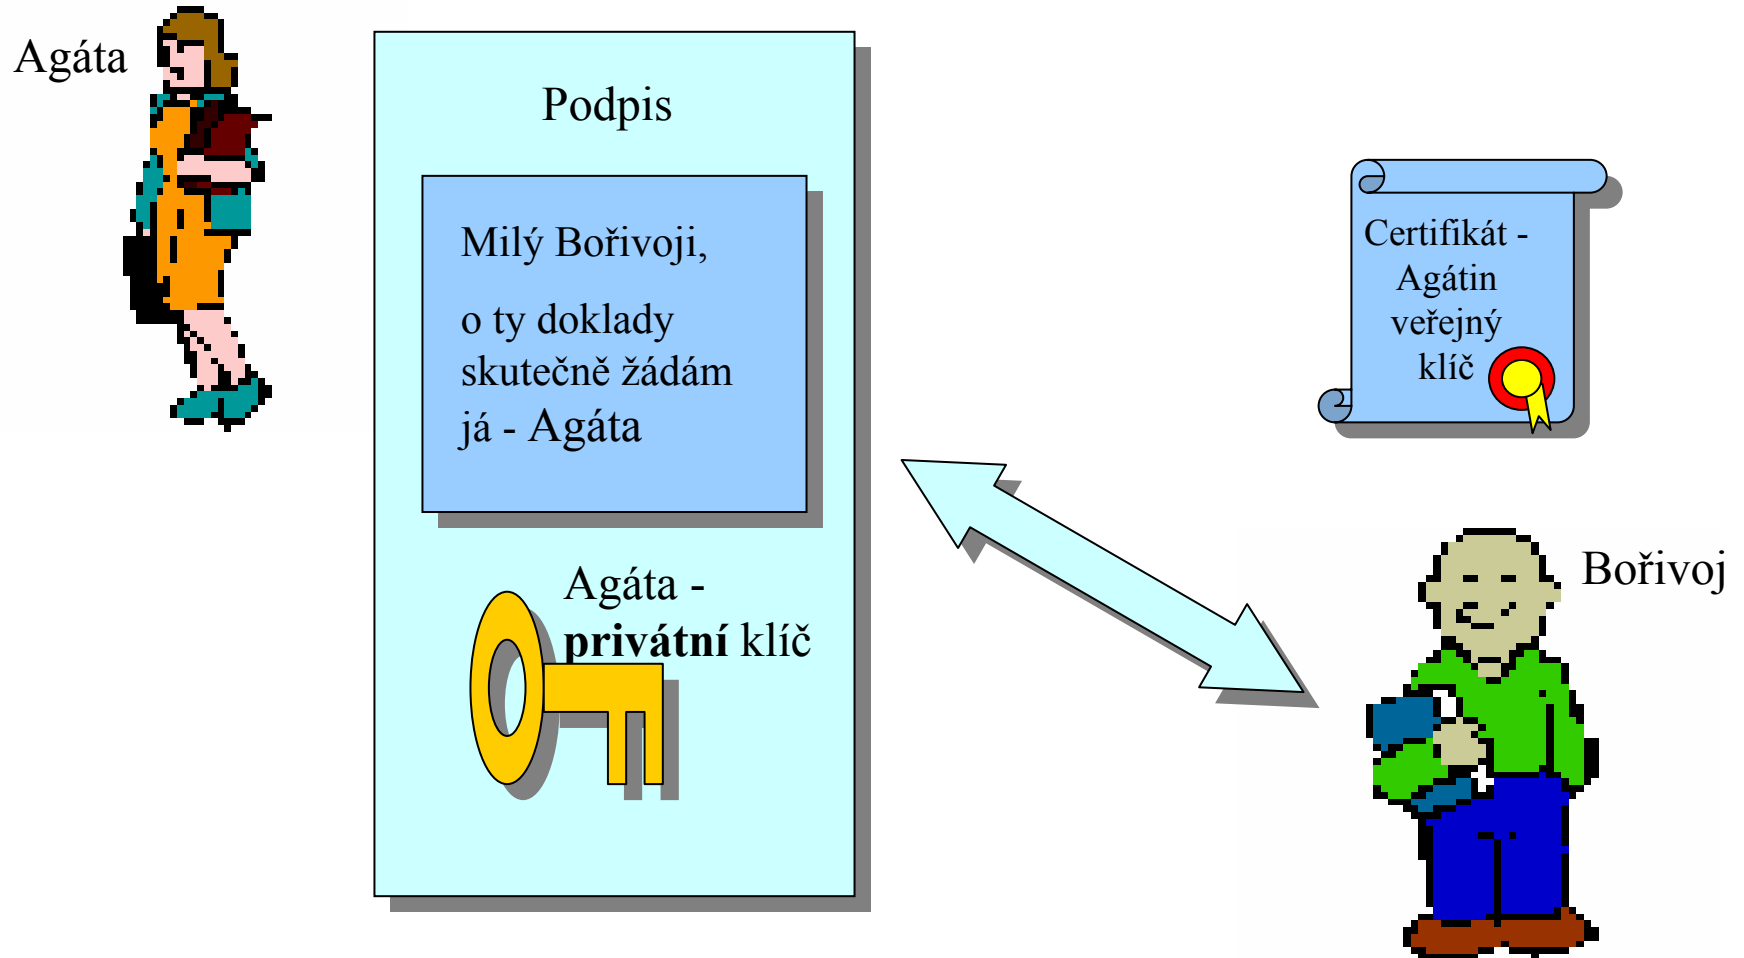 Agáta
Podpis
Milý Bořivoji,
o ty doklady
skutečně žádám
já - Agáta
Agáta -
privátní klíč
Certifikát -
Agátin
veřejný
klíč
Bořivoj